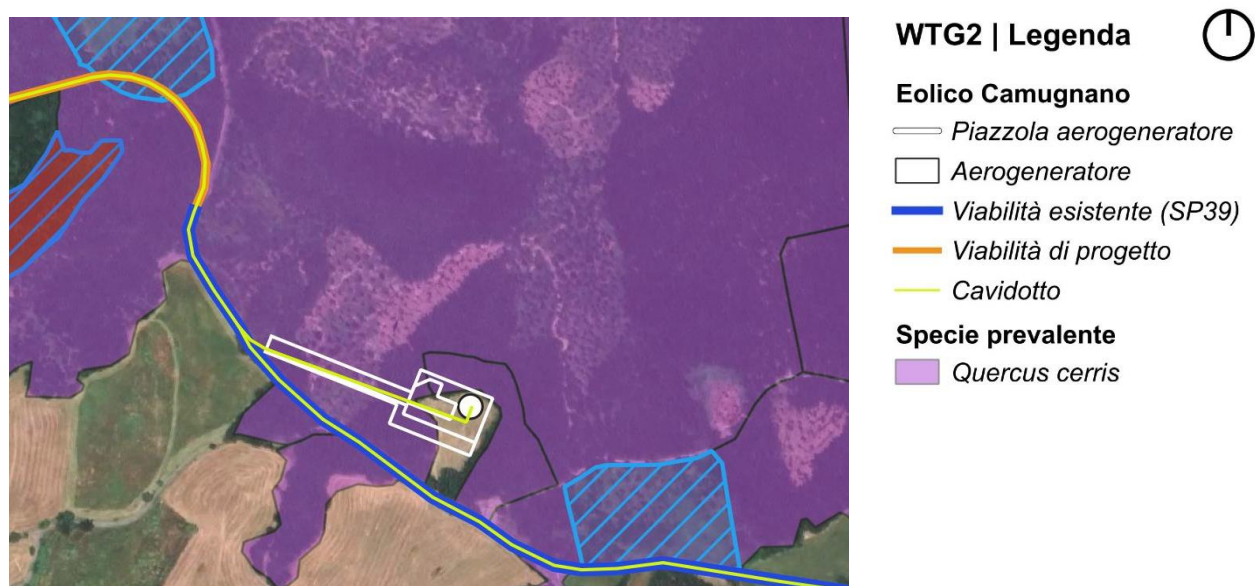 WTG2 | Legenda
Eolico Camugnano
Piazzola aerogeneratore
Aerogeneratore
Viabilità esistente (SP39)
Viabilità di progetto
Cavidotto
Specie prevalente
Quercus cerris